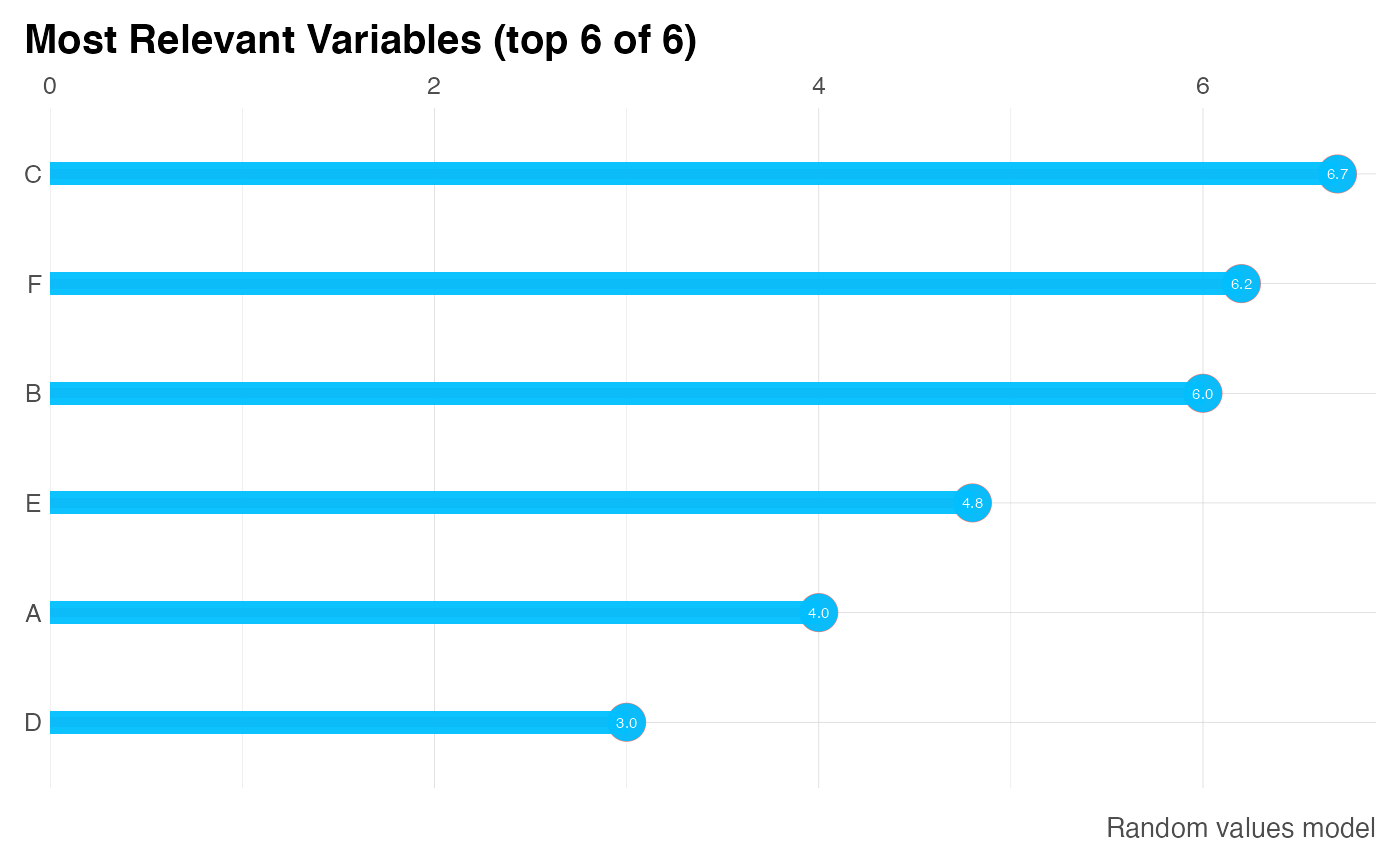 Most Relevant Variables (top 6 of 6)
0 2 4 6
C 6.7
F 6.2
B 6.0
E 4.8
A 4.0
D 3.0
Random values model